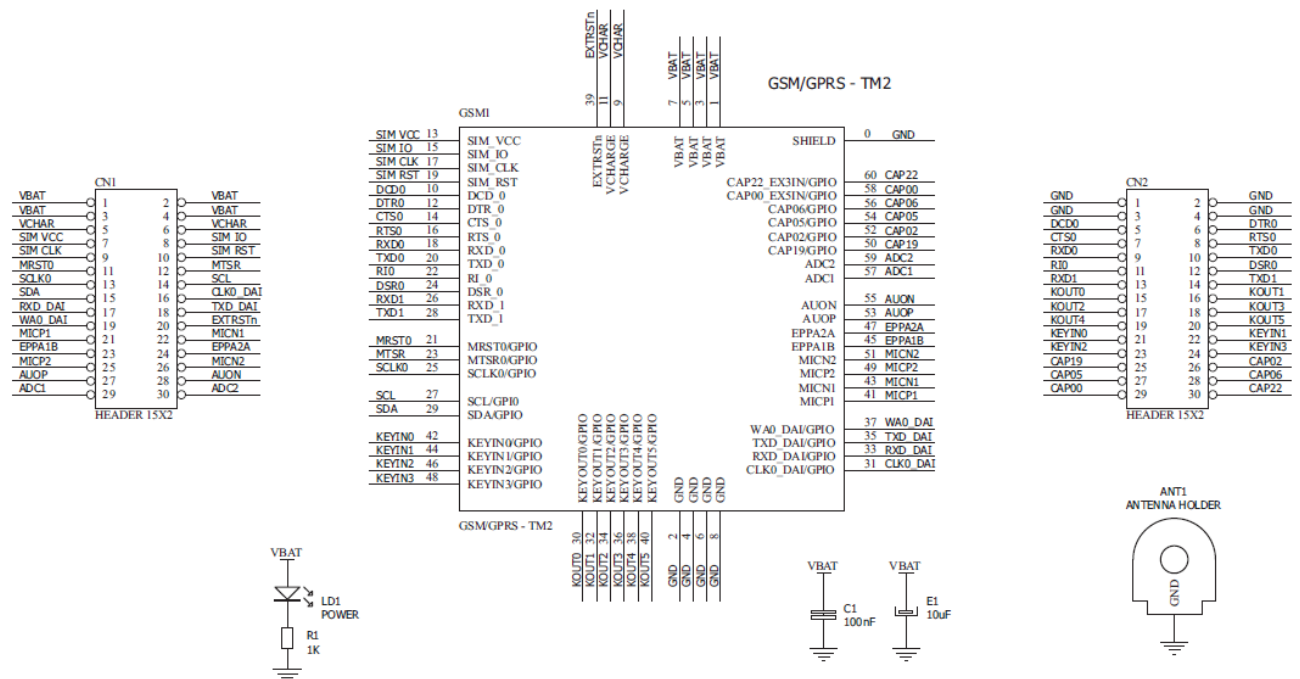 EXTRSTn
VCHAR
VCHAR
39
11
9
VBAT
VBAT
VBAT
VBAT
7
5
3
1
GSM/GPRS - TM2
GSM1
EXTRSTn
VCHARGE
VCHARGE
VBAT
VBAT
VBAT
VBAT
SIM VCC 13 SIM_VCC
SIM IO 15 SIM_IO
SIM CLK 17 SIM_CLK
SIM RST 19 SIM_RST
DCD0 10 DCD_0
DTR0 12 DTR_0
CTS0 14 CTS_0
RTS0 16 RTS_0
RXD0 18 RXD_0
TXD0 20 TXD_0
RI0 22 RI_0
DSR0 24 DSR_0
RXD1 26 RXD_1
TXD1 28 TXD_1
MRST0 21 MRST0/GPIO
MTSR 23 MTSR0/GPIO
SCLK0 25 SCLK0/GPIO
SCL 27 SCL/GPI0
SDA 29 SDA/GPIO
KEYIN0 42 KEYIN0/GPIO
KEYIN1 44 KEYIN1/GPIO
KEYIN2 46 KEYIN2/GPIO
KEYIN3 48 KEYIN3/GPIO
SHIELD 0 GND
CAP22_EX3IN/GPIO 60 CAP22
CAP00_EX5IN/GPIO 58 CAP00
CAP06/GPIO 56 CAP06
CAP05/GPIO 54 CAP05
CAP02/GPIO 52 CAP02
CAP19/GPIO 50 CAP19
ADC2 59 ADC2
ADC1 57 ADC1
AUON 55 AUON
AUOP 53 AUOP
EPPA2A 47 EPPA2A
EPPA1B 45 EPPA1B
MICN2 51 MICN2
MICP2 49 MICP2
MICN1 43 MICN1
MICP1 41 MICP1
WA0_DAI/GPIO 37 WA0_DAI
TXD_DAI/GPIO 35 TXD_DAI
RXD_DAI/GPIO 33 RXD_DAI
CLK0_DAI/GPIO 31 CLK0_DAI
KEYOUT0/GPIO
KEYOUT1/GPIO
KEYOUT2/GPIO
KEYOUT3/GPIO
KEYOUT4/GPIO
KEYOUT5/GPIO
GND
GND
GND
GND
GSM/GPRS - TM2
30
32
34
36
38
40
KOUT0
KOUT1
KOUT2
KOUT3
KOUT4
KOUT5
2
4
6
8
GND
GND
GND
GND
CN1
VBAT 1 2 VBAT
VBAT 3 4 VBAT
VCHAR 5 6 VCHAR
SIM VCC 7 8 SIM IO
SIM CLK 9 10 SIM RST
MRST0 11 12 MTSR
SCLK0 13 14 SCL
SDA 15 16 CLK0_DAI
RXD_DAI 17 18 TXD_DAI
WA0_DAI 19 20 EXTRSTn
MICP1 21 22 MICN1
EPPA1B 23 24 EPPA2A
MICP2 25 26 MICN2
AUOP 27 28 AUON
ADC1 29 30 ADC2
HEADER 15X2
CN2
GND 1 2 GND
GND 3 4 GND
DCD0 5 6 DTR0
CTS0 7 8 RTS0
RXD0 9 10 TXD0
RI0 11 12 DSR0
RXD1 13 14 TXD1
KOUT0 15 16 KOUT1
KOUT2 17 18 KOUT3
KOUT4 19 20 KOUT5
KEYIN0 21 22 KEYIN1
KEYIN2 23 24 KEYIN3
CAP19 25 26 CAP02
CAP05 27 28 CAP06
CAP00 29 30 CAP22
HEADER 15X2
VBAT
LD1
POWER
R1
1K
VBAT
C1
100nF
VBAT
E1
10uF
ANT1
ANTENNA HOLDER
GND